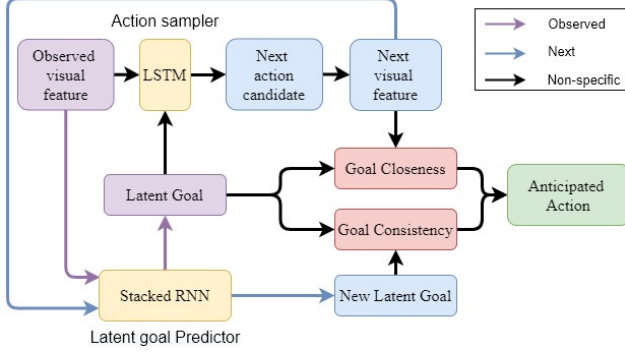 Action sampler
Observed
visual
feature
LSTM
Next
action
candidate
Next
visual
feature
Observed
Next
Non-specific
Latent Goal
Goal Closeness
Goal Consistency
Anticipated
Action
Stacked RNN
New Latent Goal
Latent goal Predictor